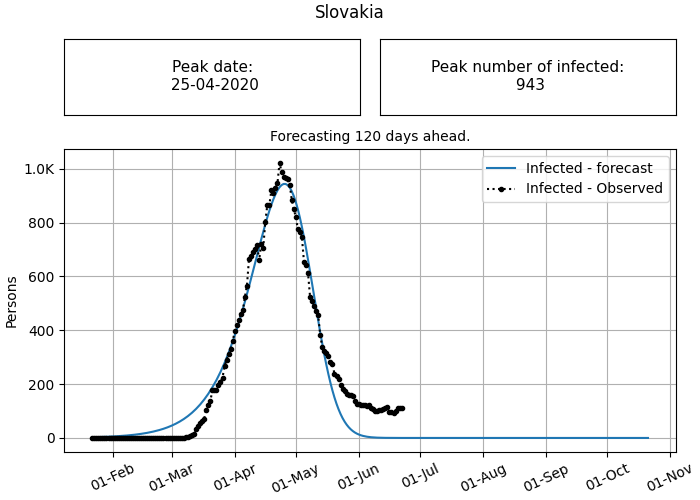 Slovakia
Peak date:
25-04-2020
Peak number of infected:
943
Forecasting 120 days ahead.
Infected - forecast
Infected - Observed
Persons
1.0K
800
600
400
200
0
01-Feb
01-Mar
01-Apr
01-May
01-Jun
01-Jul
01-Aug
01-Sep
01-Oct
01-Nov